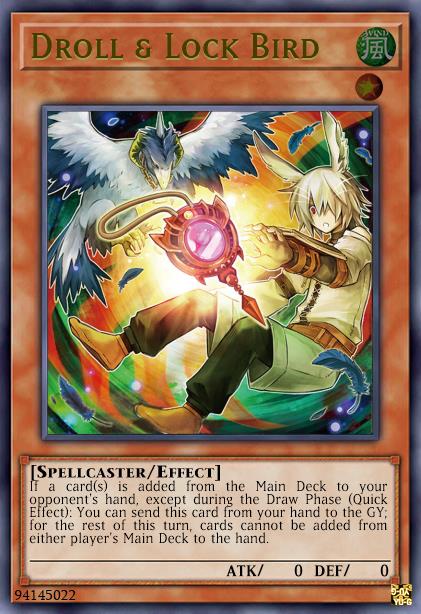 DROLL & LOCK BIRD
WIND
風
[SPELLCASTER/EFFECT]
If a card(s) is added from the Main Deck to your
opponent's hand, except during the Draw Phase (Quick
Effect): You can send this card from your hand to the GY;
for the rest of this turn, cards cannot be added from
either player's Main Deck to the hand.
ATK/ 0 DEF/ 0
94145022